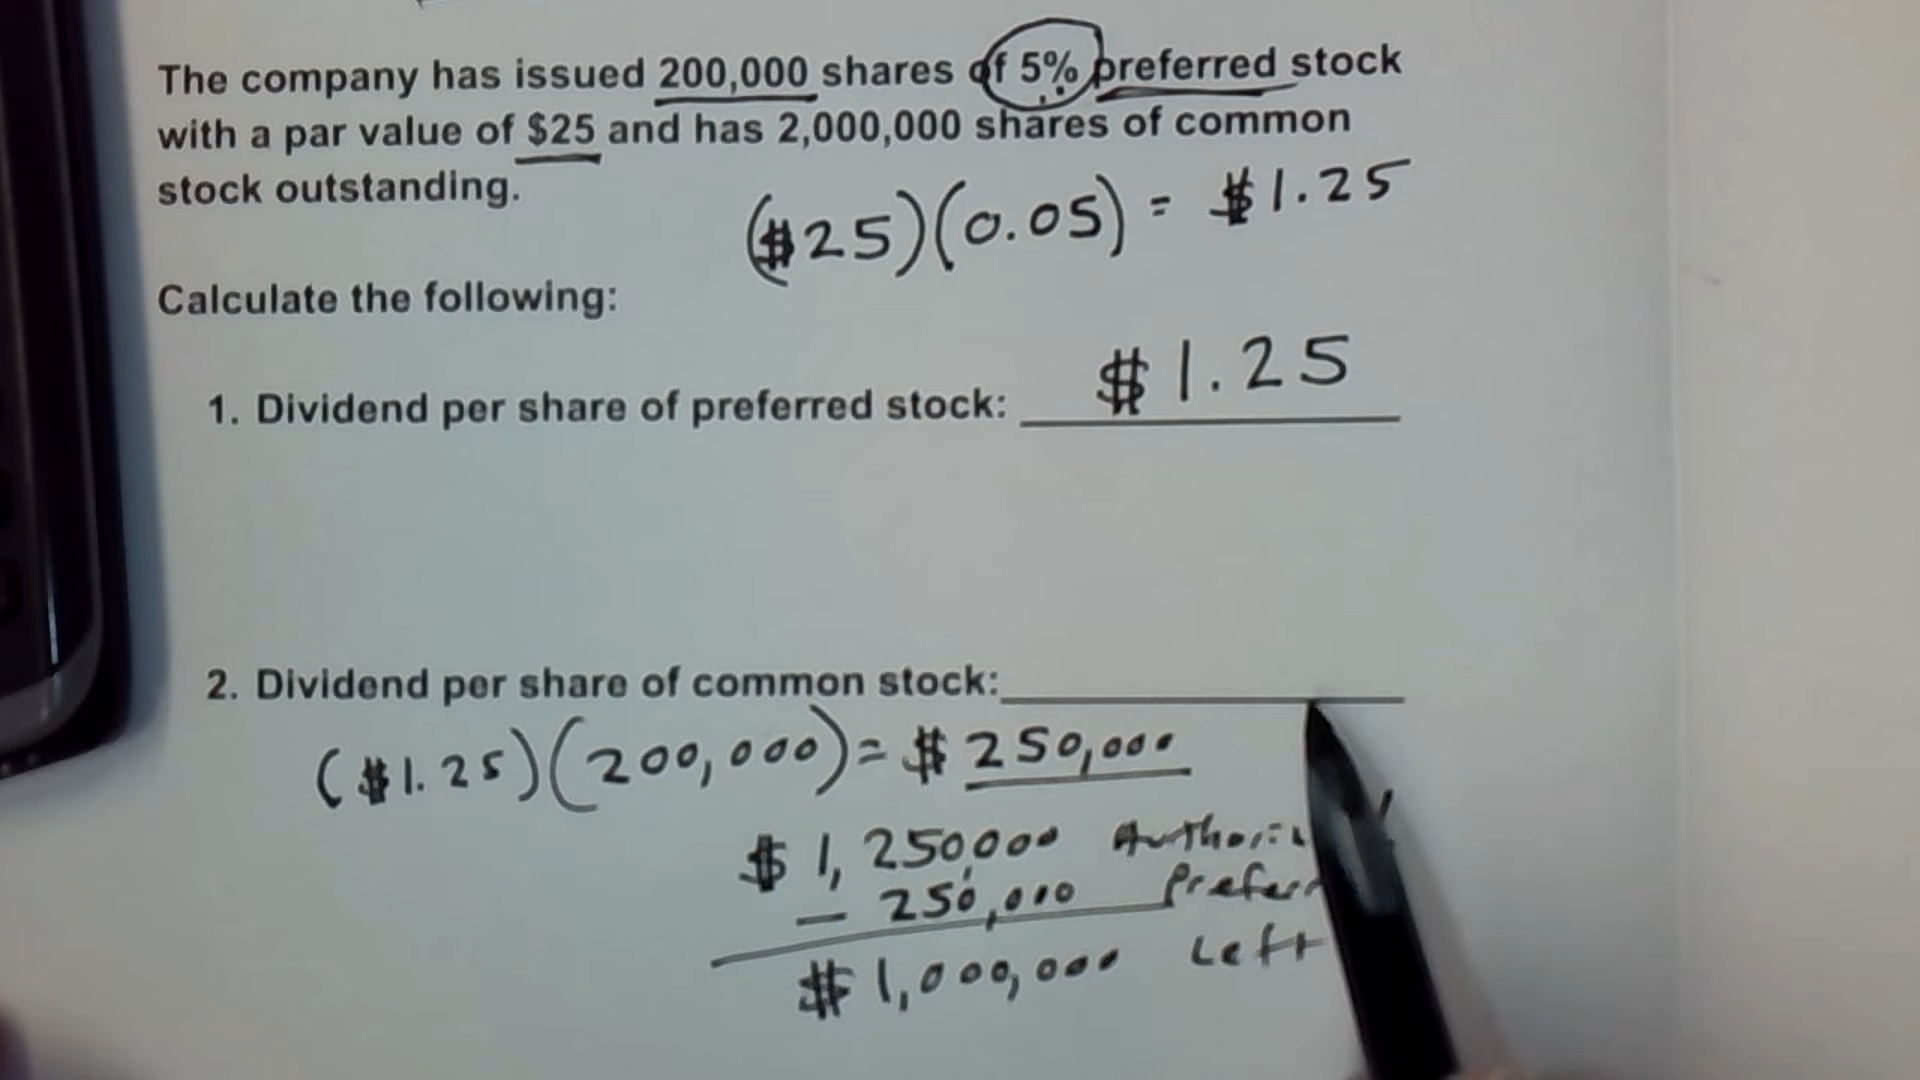 The company has issued 200,000 shares of 5% preferred stock
with a par value of $25 and has 2,000,000 shares of common
stock outstanding.
($25)(0.05) = $1.25
Calculate the following:
1. Dividend per share of preferred stock: $1.25
2. Dividend per share of common stock:
($1.25)(200,000) = $250,000
$1,250,000
- 250,000
$1,000,000 Left